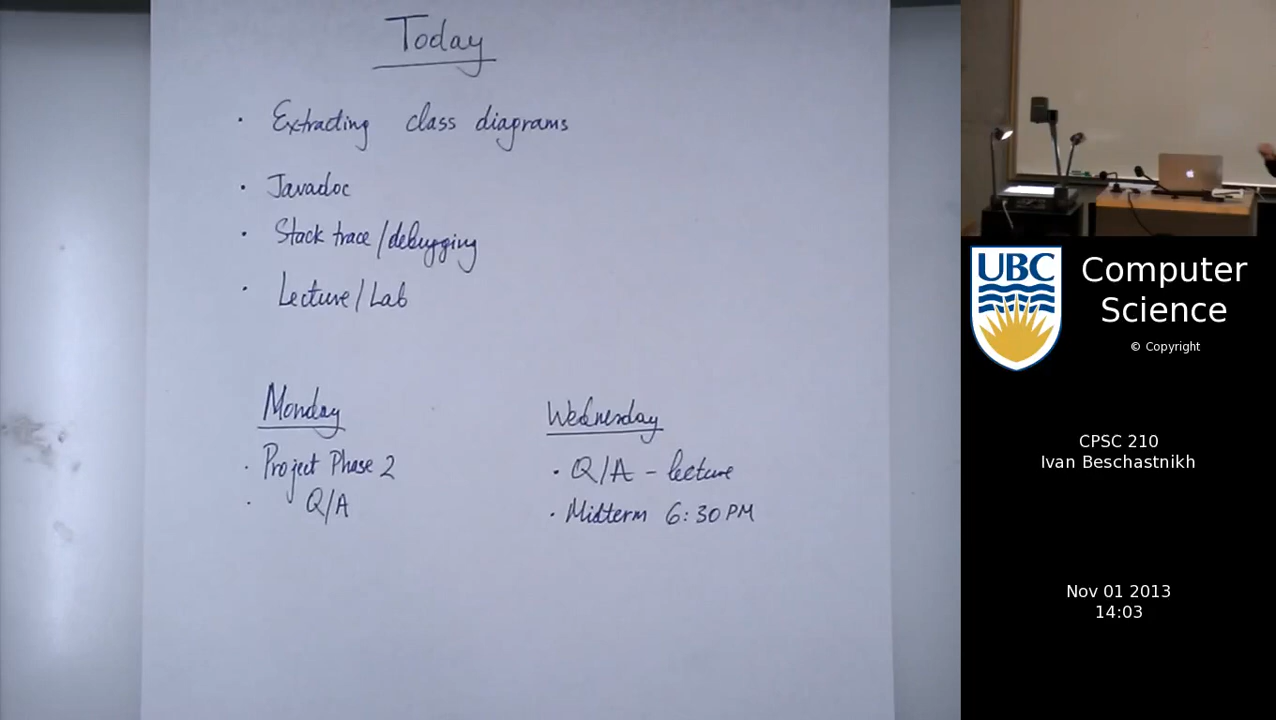 Today
· Extracting class diagrams
· Javadoc
· Stack trace/debugging
· Lecture/Lab
Monday
· Project Phase 2
· Q/A
Wednesday
· Q/A - lecture
· Midterm 6:30 PM
UBC
Computer
Science
© Copyright
CPSC 210
Ivan Beschastnikh
Nov 01 2013
14:03